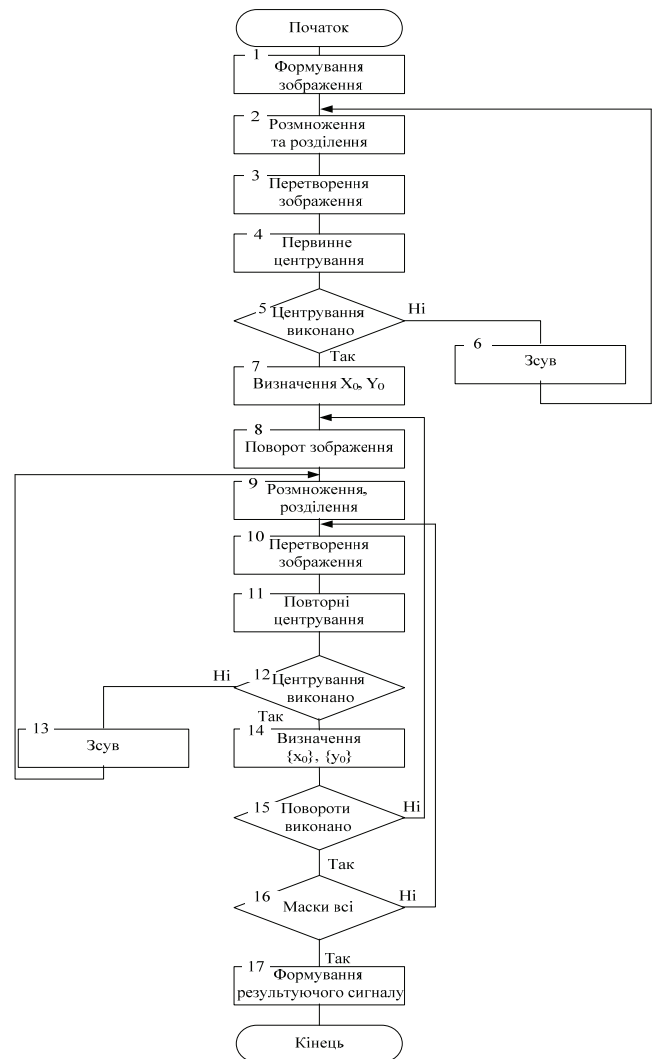 Початок
1
Формування
зображення
2
Розмноження
та розділення
3
Перетворення
зображення
4
Первинне
центрування
5
Центрування
виконано
Ні
Так
6
Зсув
7
Визначення X₀, Y₀
8
Поворот зображення
9
Розмноження,
розділення
10
Перетворення
зображення
11
Повторні
центрування
12
Центрування
виконано
Ні
Так
13
Зсув
14
Визначення
{x₀}, {y₀}
15
Повороти
виконано
Ні
Так
16
Маски всі
Ні
Так
17
Формування
результуючого сигналу
Кінець